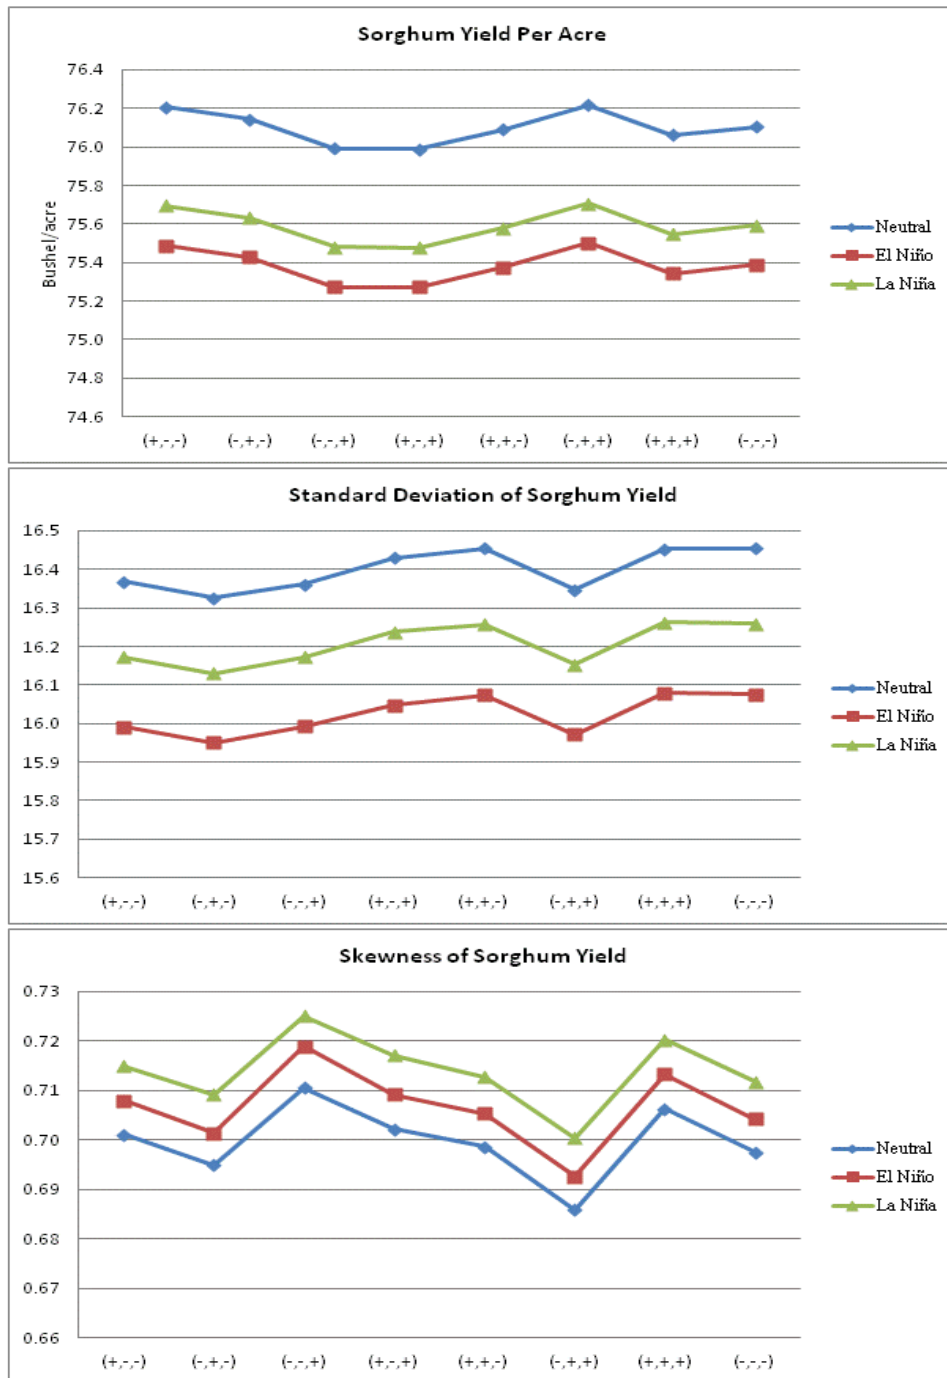 Sorghum Yield Per Acre
76.4
76.2
76.0
75.8
75.6
75.4
75.2
75.0
74.8
74.6
Bushel/acre
(+,-,-) (-,+,-) (-,-,+) (+,-,+) (+,+,-) (-,+,+) (+,+,+) (-,-,-)
Neutral
El Niño
La Niña
Standard Deviation of Sorghum Yield
16.5
16.4
16.3
16.2
16.1
16.0
15.9
15.8
15.7
15.6
(+,-,-) (-,+,-) (-,-,+) (+,-,+) (+,+,-) (-,+,+) (+,+,+) (-,-,-)
Neutral
El Niño
La Niña
Skewness of Sorghum Yield
0.73
0.72
0.71
0.70
0.69
0.68
0.67
0.66
(+,-,-) (-,+,-) (-,-,+) (+,-,+) (+,+,-) (-,+,+) (+,+,+) (-,-,-)
Neutral
El Niño
La Niña